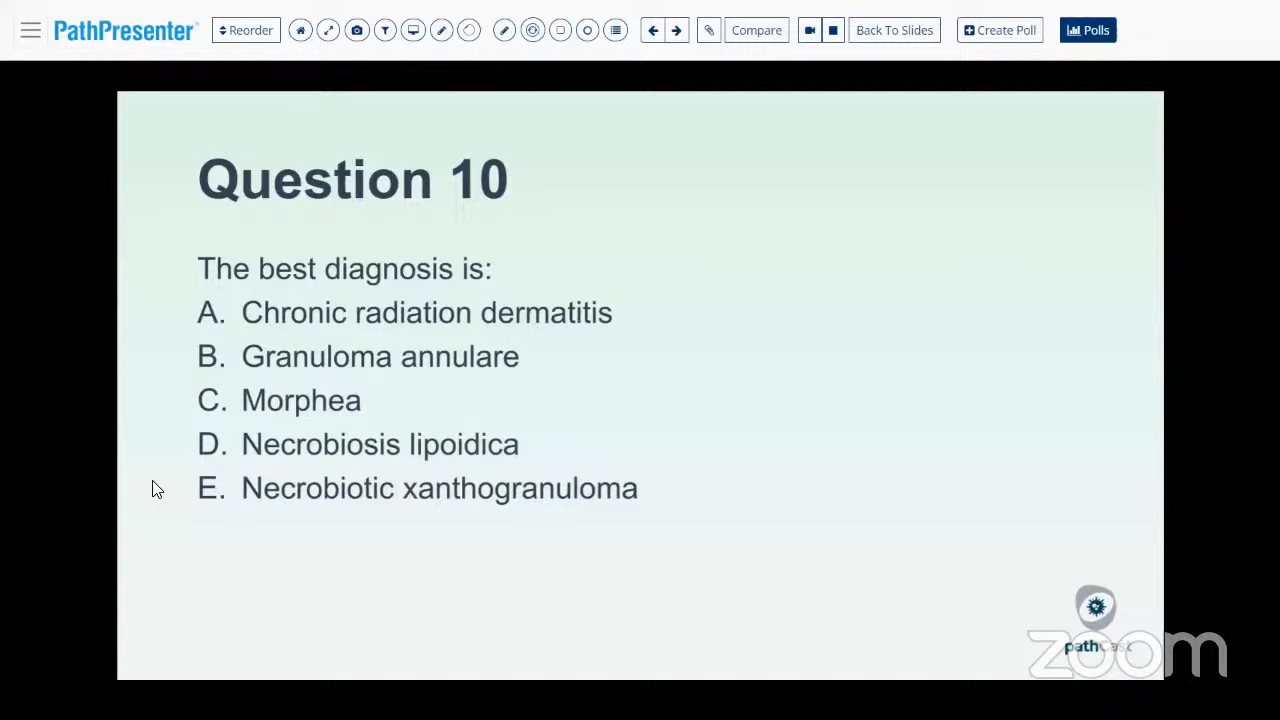 PathPresenter
Reorder
Compare
Back To Slides
Create Poll
Polls
Question 10
The best diagnosis is:
A. Chronic radiation dermatitis
B. Granuloma annulare
C. Morphea
D. Necrobiosis lipoidica
E. Necrobiotic xanthogranuloma
pathCast
zoom